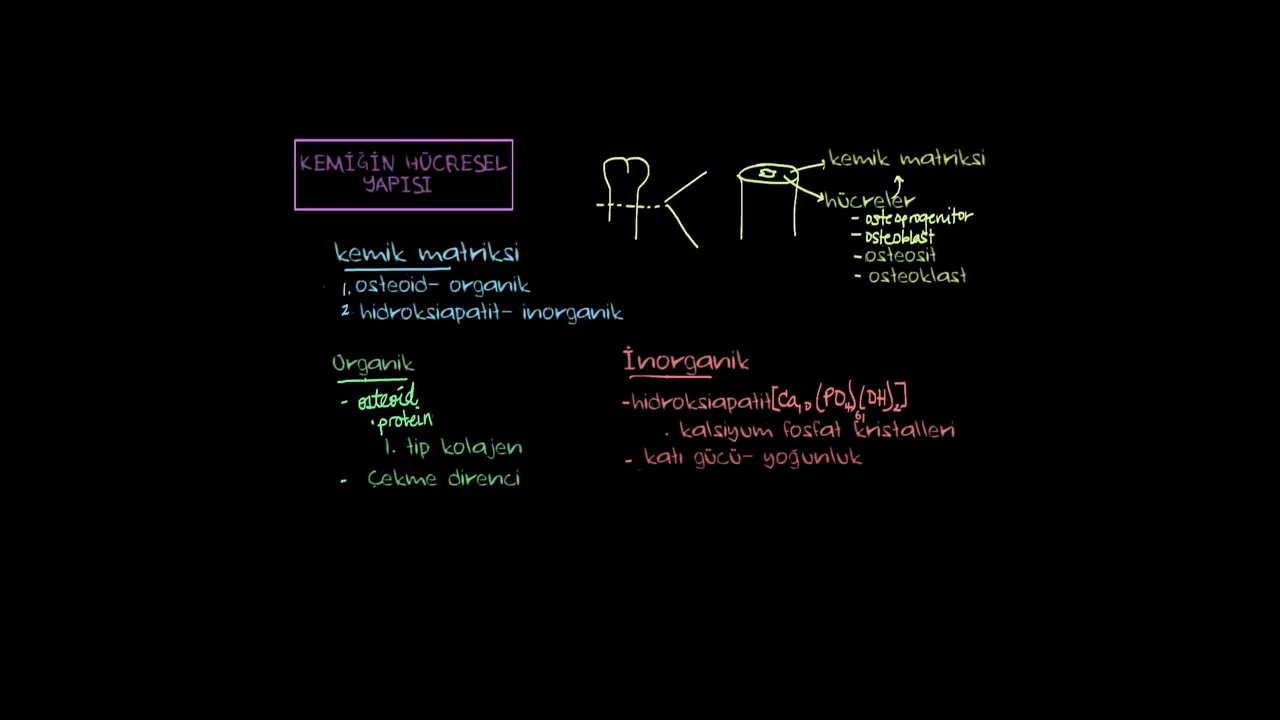 KEMİĞİN HÜCRESEL
YAPISI
kemik matriksi
hücreler
- osteoprogenitor
- osteoblast
- osteosit
- osteoklast
kemik matriksi
1. osteoid- organik
2. hidroksiapatit- inorganik
Organik
- osteoid
• protein
1. tip kolajen
- Çekme direnci
İnorganik
- hidroksiapatit [Ca₁₀(PO₄)₆(OH)₂]
. kalsiyum fosfat kristalleri
- katı gücü- yoğunluk